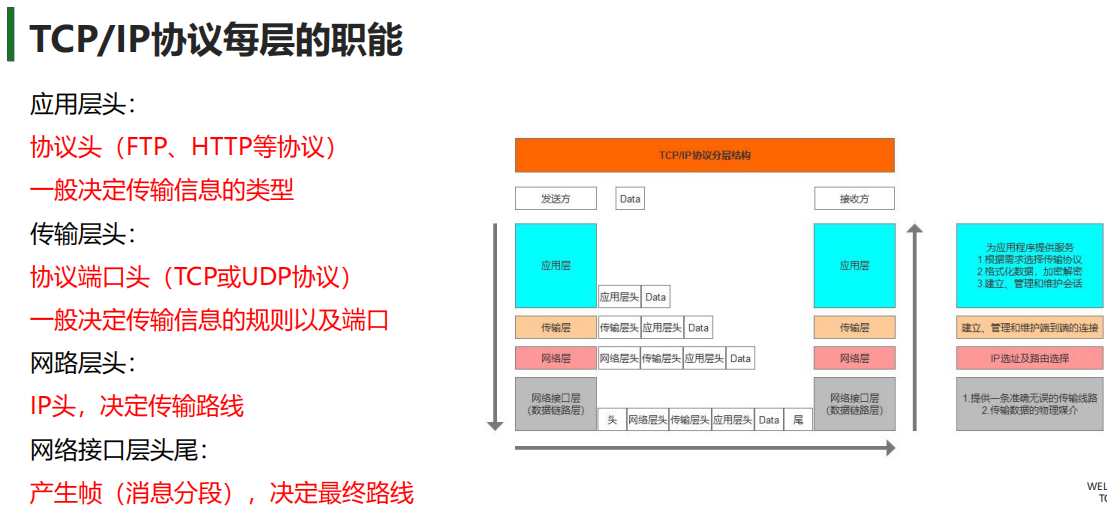 TCP/IP协议每层的职能
应用层头：
协议头（FTP、HTTP等协议）
一般决定传输信息的类型
传输层头：
协议端口头（TCP或UDP协议）
一般决定传输信息的规则以及端口
网路层头：
IP头，决定传输路线
网络接口层头尾：
产生帧（消息分段），决定最终路线
TCP/IP协议分层结构
发送方
Data
接收方
应用层
应用层头
Data
应用层
为应用程序提供服务
1.根据需求选择传输协议
2.格式化数据，加密解密
3.建立、管理和维护会话
传输层
传输层头
应用层头
Data
传输层
建立、管理和维护端到端的连接
网络层
网络层头
传输层头
应用层头
Data
网络层
IP选址及路由选择
网络接口层
（数据链路层）
头
网络层头
传输层头
应用层头
Data
尾
网络接口层
（数据链路层）
1.提供一条准确无误的传输线路
2.传输数据的物理媒介
WEL
TO